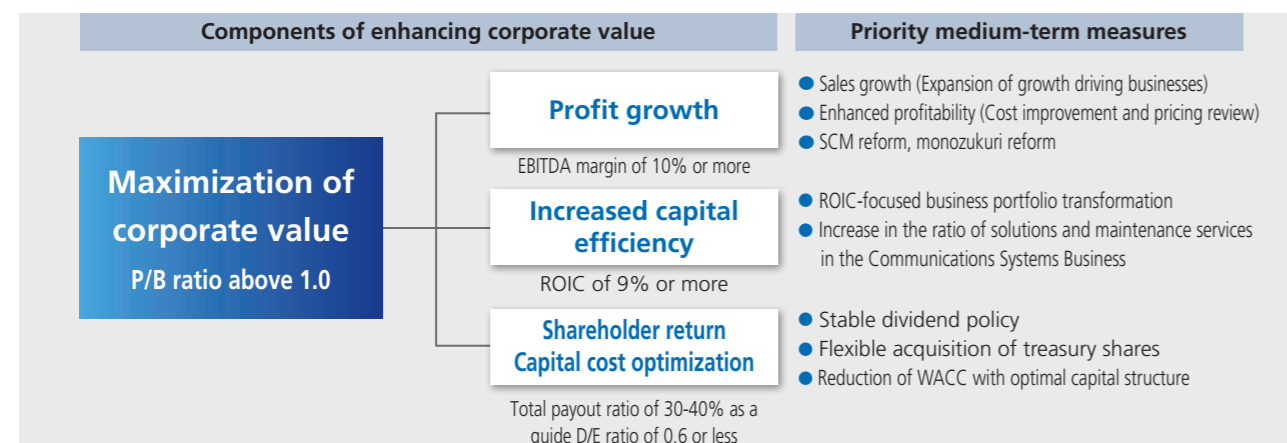 Components of enhancing corporate value
Priority medium-term measures
Maximization of
corporate value
P/B ratio above 1.0
Profit growth
EBITDA margin of 10% or more
● Sales growth (Expansion of growth driving businesses)
● Enhanced profitability (Cost improvement and pricing review)
● SCM reform, monozukuri reform
Increased capital
efficiency
ROIC of 9% or more
● ROIC-focused business portfolio transformation
● Increase in the ratio of solutions and maintenance services
in the Communications Systems Business
Shareholder return
Capital cost optimization
Total payout ratio of 30-40% as a
guide D/E ratio of 0.6 or less
● Stable dividend policy
● Flexible acquisition of treasury shares
● Reduction of WACC with optimal capital structure